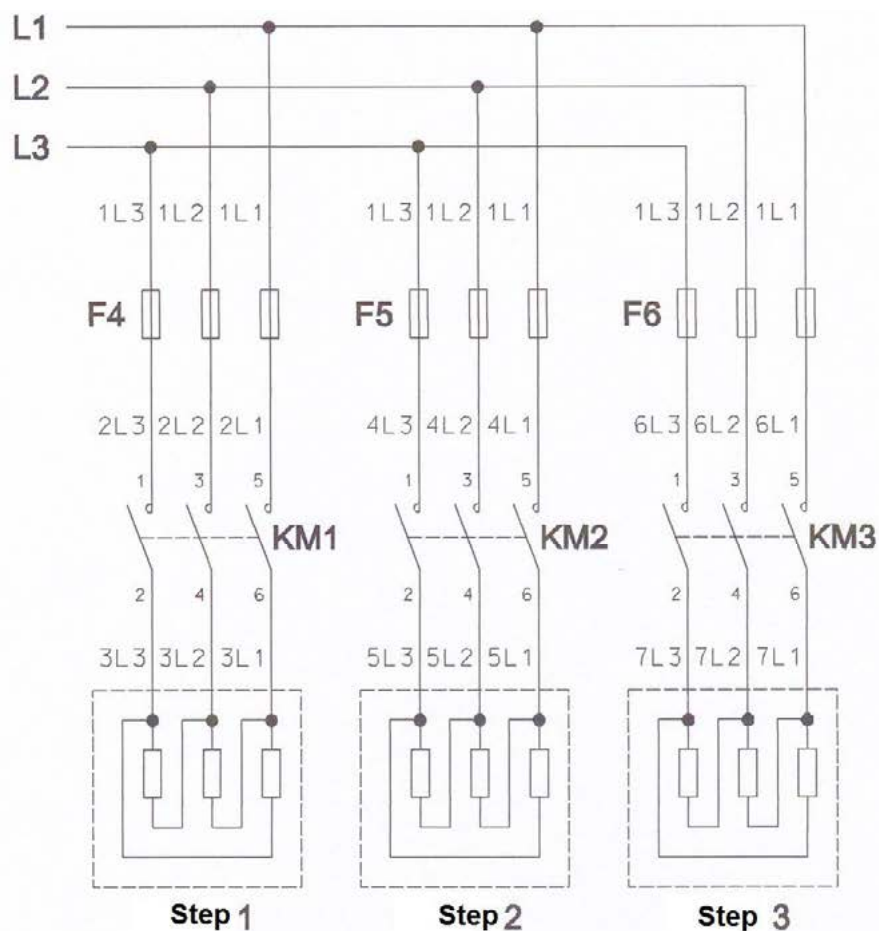 L1
L2
L3
1L3 1L2 1L1 1L3 1L2 1L1 1L3 1L2 1L1
F4 F5 F6
2L3 2L2 2L1 4L3 4L2 4L1 6L3 6L2 6L1
1 3 5 1 3 5 1 3 5
KM1 KM2 KM3
2 4 6 2 4 6 2 4 6
3L3 3L2 3L1 5L3 5L2 5L1 7L3 7L2 7L1
Step 1 Step 2 Step 3